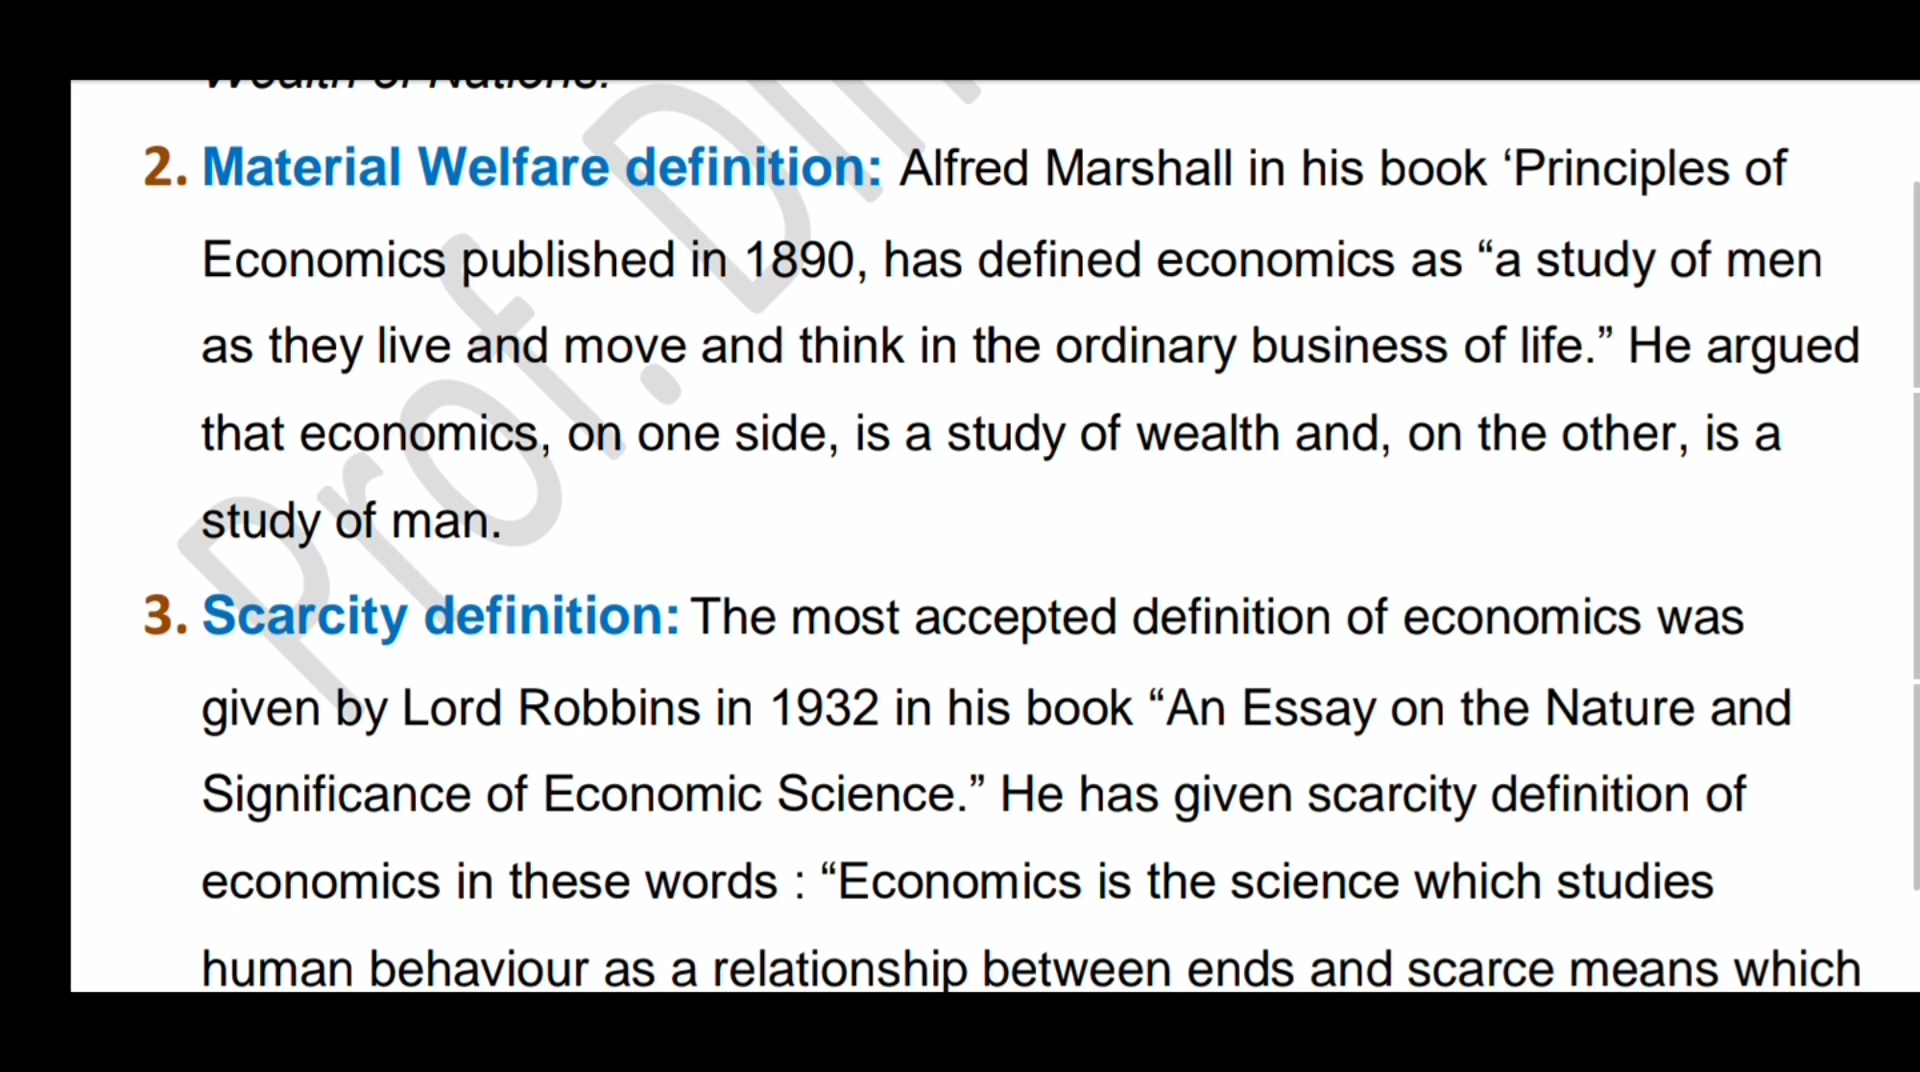 Wealth of Nations.
2. Material Welfare definition: Alfred Marshall in his book ‘Principles of
Economics published in 1890, has defined economics as “a study of men
as they live and move and think in the ordinary business of life.” He argued
that economics, on one side, is a study of wealth and, on the other, is a
study of man.
3. Scarcity definition: The most accepted definition of economics was
given by Lord Robbins in 1932 in his book “An Essay on the Nature and
Significance of Economic Science.” He has given scarcity definition of
economics in these words : “Economics is the science which studies
human behaviour as a relationship between ends and scarce means which
Prof.